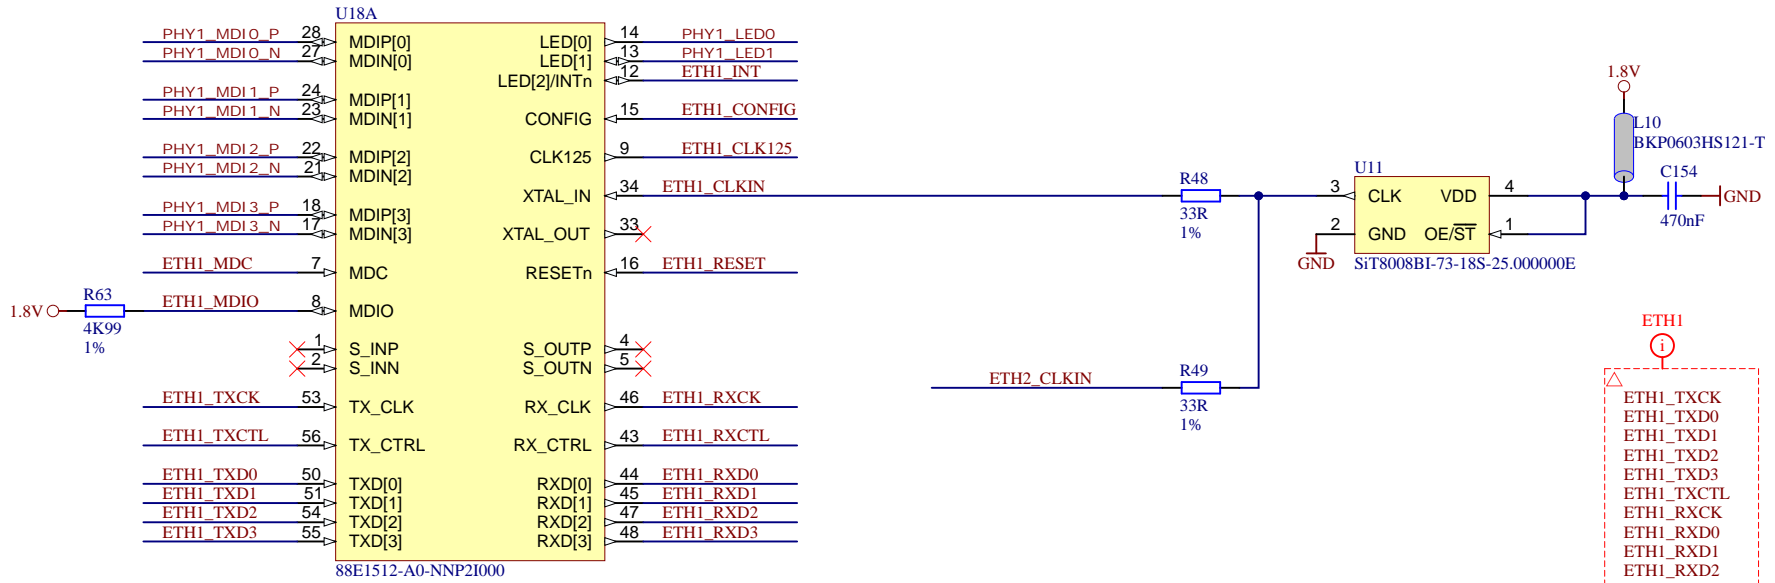 U18A
PHY1_MDI0_P 28 MDIP[0] LED[0] 14 PHY1_LED0
PHY1_MDI0_N 27 MDIN[0] LED[1] 13 PHY1_LED1
LED[2]/INTn 12 ETH1_INT
PHY1_MDI1_P 24 MDIP[1]
PHY1_MDI1_N 23 MDIN[1] CONFIG 15 ETH1_CONFIG
PHY1_MDI2_P 22 MDIP[2] CLK125 9 ETH1_CLK125
PHY1_MDI2_N 21 MDIN[2]
XTAL_IN 34 ETH1_CLKIN
PHY1_MDI3_P 18 MDIP[3]
PHY1_MDI3_N 17 MDIN[3] XTAL_OUT 33
ETH1_MDC 7 MDC RESETn 16 ETH1_RESET
1.8V R63 ETH1_MDIO 8 MDIO
4K99
1%
1 S_INP S_OUTP 4
2 S_INN S_OUTN 5
ETH1_TXCK 53 TX_CLK RX_CLK 46 ETH1_RXCK
ETH1_TXCTL 56 TX_CTRL RX_CTRL 43 ETH1_RXCTL
ETH1_TXD0 50 TXD[0] RXD[0] 44 ETH1_RXD0
ETH1_TXD1 51 TXD[1] RXD[1] 45 ETH1_RXD1
ETH1_TXD2 54 TXD[2] RXD[2] 47 ETH1_RXD2
ETH1_TXD3 55 TXD[3] RXD[3] 48 ETH1_RXD3
88E1512-A0-NNP2I000
R48
33R
1%
ETH2_CLKIN R49
33R
1%
1.8V
L10
BKP0603HS121-T
U11
C154
3 CLK VDD 4
GND
470nF
2 GND OE/ST 1
GND
SiT8008BI-73-18S-25.000000E
ETH1
i
ETH1_TXCK
ETH1_TXD0
ETH1_TXD1
ETH1_TXD2
ETH1_TXD3
ETH1_TXCTL
ETH1_RXCK
ETH1_RXD0
ETH1_RXD1
ETH1_RXD2